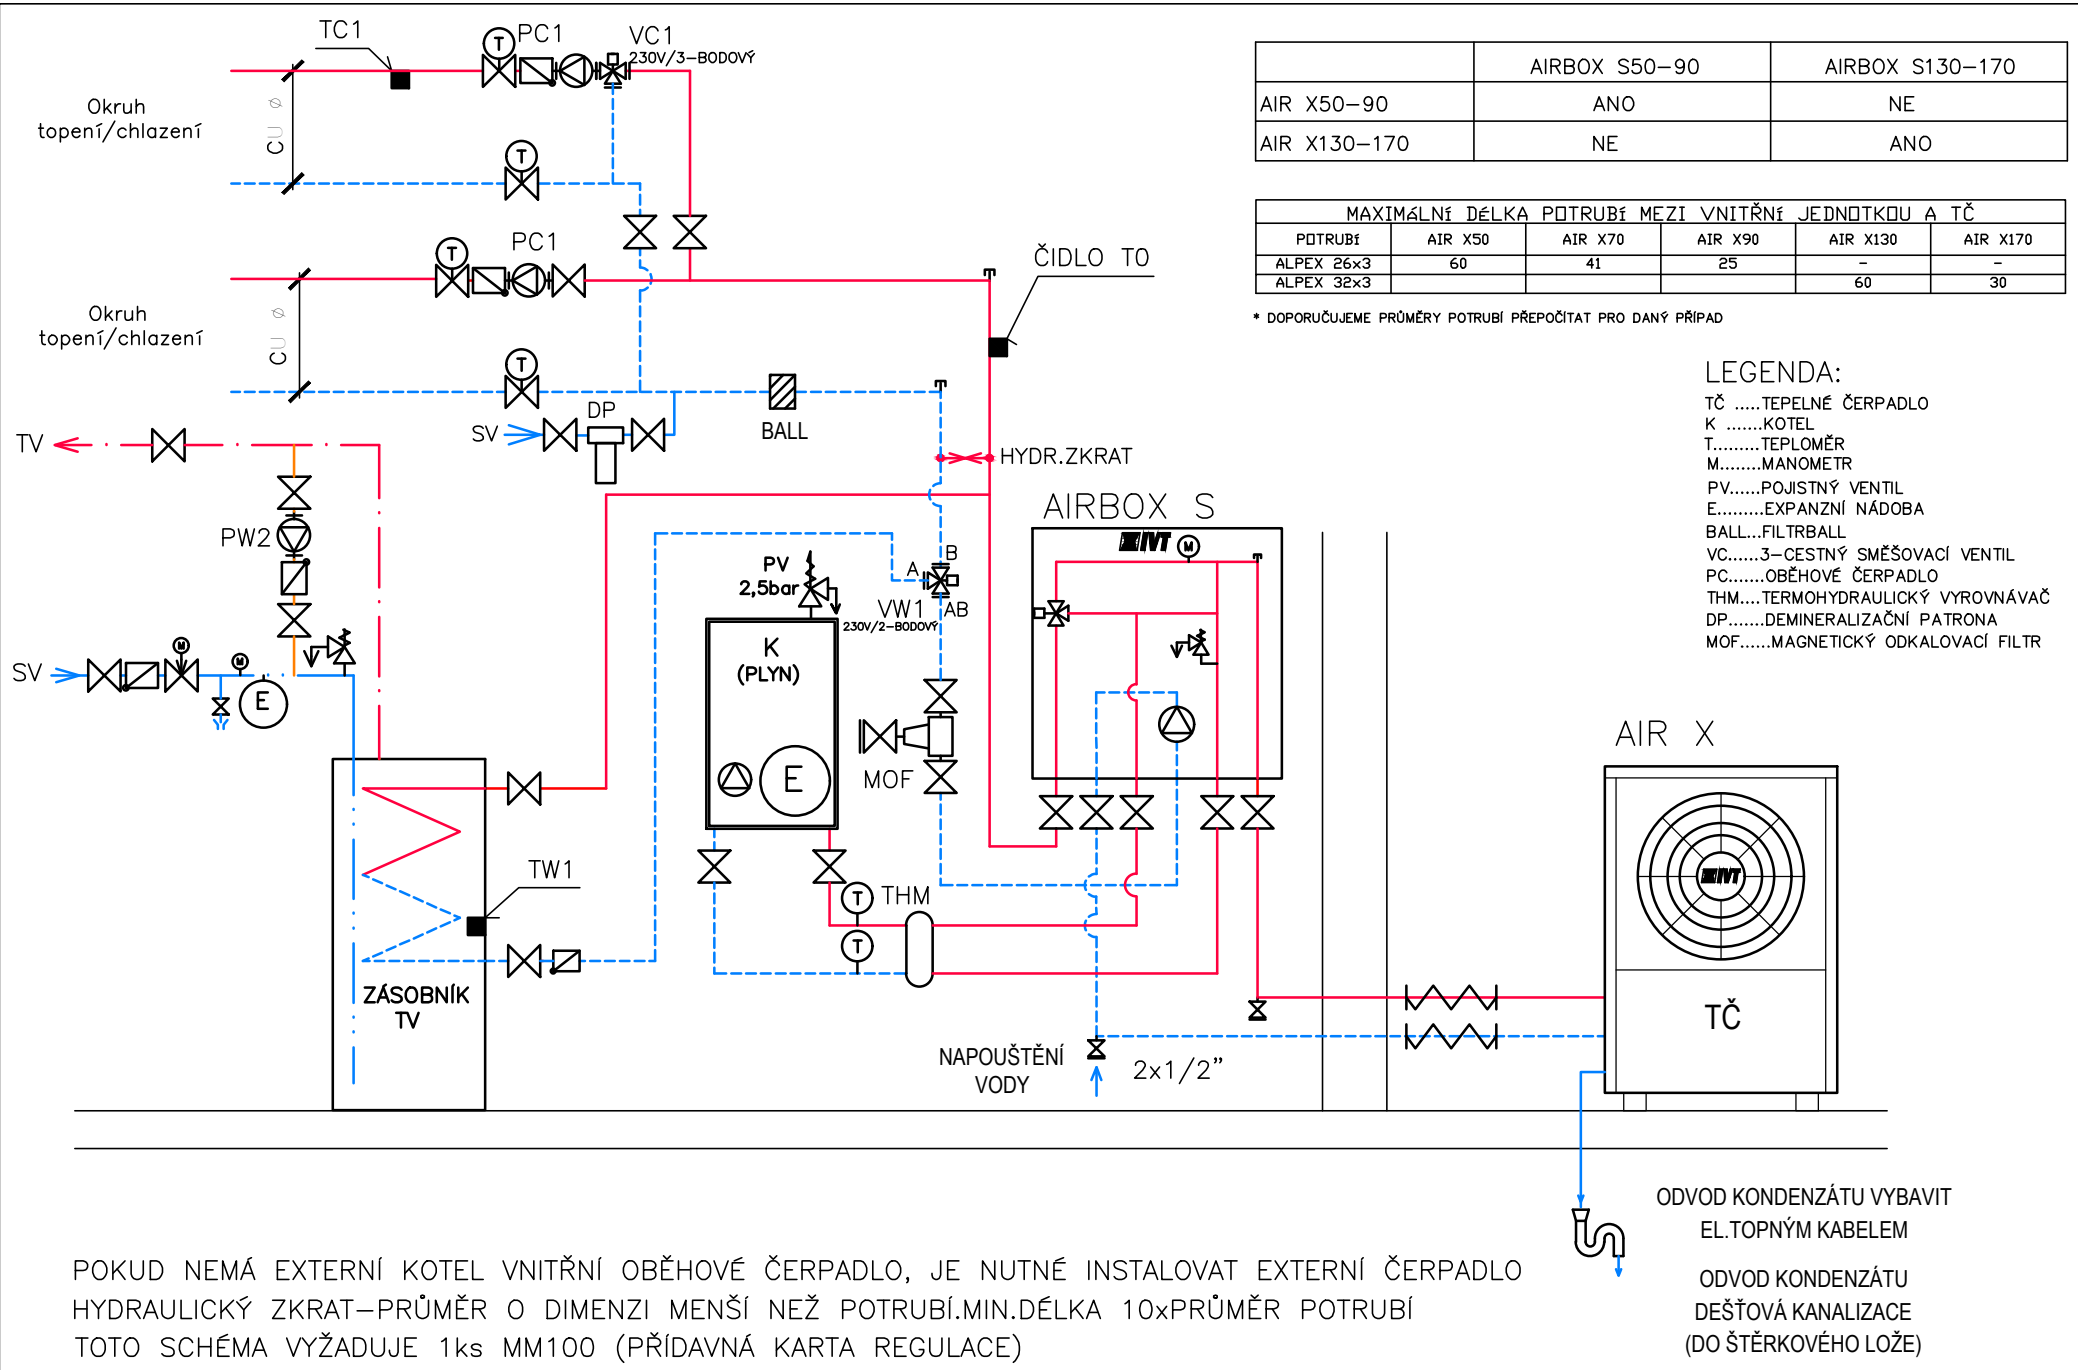 TC1
PC1
VC1
230V/3-BODOVÝ
T
Okruh
topení/chlazení
CU ø
T
PC1
T
ČIDLO T0
Okruh
topení/chlazení
CU ø
T
DP
SV
BALL
TV
HYDR.ZKRAT
PW2
SV
M
M
E
PV
2,5bar
A
B
AB
VW1
230V/2-BODOVÝ
K
(PLYN)
E
MOF
AIRBOX S
IVT
M
TW1
T
THM
T
ZÁSOBNÍK
TV
NAPOUŠTĚNÍ
VODY
2x1/2"
AIRBOX S50-90 AIRBOX S130-170
AIR X50-90 ANO NE
AIR X130-170 NE ANO
MAXIMáLNí DéLKA POTRUBí MEZI VNITŘNí JEDNOTKOU A TČ
POTRUBí AIR X50 AIR X70 AIR X90 AIR X130 AIR X170
ALPEX 26x3 60 41 25 - -
ALPEX 32x3 60 30
* DOPORUČUJEME PRŮMĚRY POTRUBÍ PŘEPOČÍTAT PRO DANÝ PŘÍPAD
LEGENDA:
TČ .....TEPELNÉ ČERPADLO
K .......KOTEL
T.........TEPLOMĚR
M........MANOMETR
PV......POJISTNÝ VENTIL
E.........EXPANZNÍ NÁDOBA
BALL...FILTRBALL
VC......3-CESTNÝ SMĚŠOVACÍ VENTIL
PC.......OBĚHOVÉ ČERPADLO
THM....TERMOHYDRAULICKÝ VYROVNÁVAČ
DP.......DEMINERALIZAČNÍ PATRONA
MOF......MAGNETICKÝ ODKALOVACÍ FILTR
AIR X
IVT
TČ
ODVOD KONDENZÁTU VYBAVIT
EL.TOPNÝM KABELEM
ODVOD KONDENZÁTU
DEŠŤOVÁ KANALIZACE
(DO ŠTĚRKOVÉHO LOŽE)
POKUD NEMÁ EXTERNÍ KOTEL VNITŘNÍ OBĚHOVÉ ČERPADLO, JE NUTNÉ INSTALOVAT EXTERNÍ ČERPADLO
HYDRAULICKÝ ZKRAT-PRŮMĚR O DIMENZI MENŠÍ NEŽ POTRUBÍ.MIN.DÉLKA 10xPRŮMĚR POTRUBÍ
TOTO SCHÉMA VYŽADUJE 1ks MM100 (PŘÍDAVNÁ KARTA REGULACE)